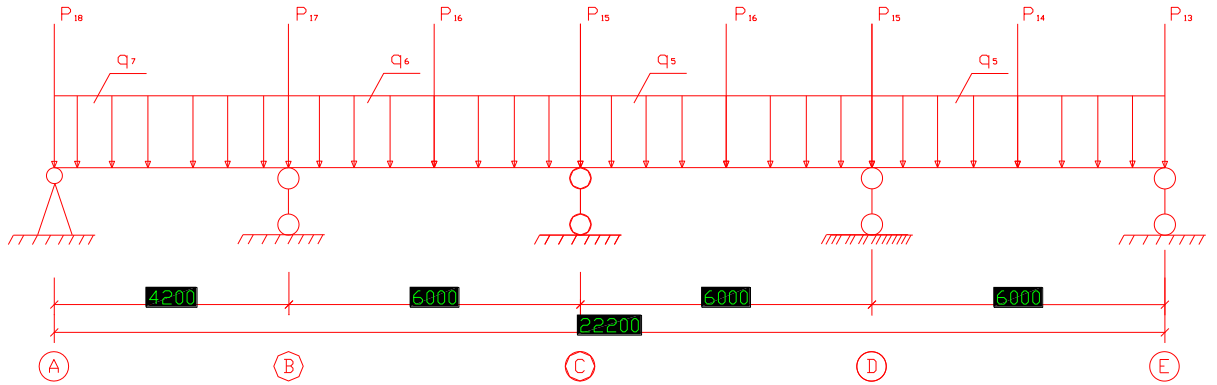 P₁₈ P₁₇ P₁₆ P₁₅ P₁₆ P₁₅ P₁₄ P₁₃
q₇ q₆ q₅ q₅
4200 6000 6000 6000
22200
A B C D E